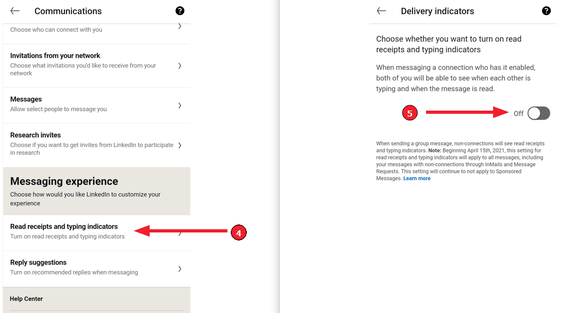 Communications
?
Choose who can connect with you
Invitations from your network
Choose what invitations you'd like to receive from your
network
Messages
Allow select people to message you
Research invites
Choose if you want to get invites from LinkedIn to participate
in research
Messaging experience
Choose how would you like LinkedIn to customize your
experience
Read receipts and typing indicators
Turn on read receipts and typing indicators
4
Reply suggestions
Turn on recommended replies when messaging
Help Center
Delivery indicators
?
Choose whether you want to turn on read
receipts and typing indicators
When messaging a connection who has it enabled,
both of you will be able to see when each other is
typing and when the message is read.
5
Off
When sending a group message, non-connections will see read receipts
and typing indicators. Note: Beginning April 15th, 2021, this setting for
read receipts and typing indicators will apply to all messages, including
your messages with non-connections through InMails and Message
Requests. This setting will continue to not apply to Sponsored
Messages. Learn more